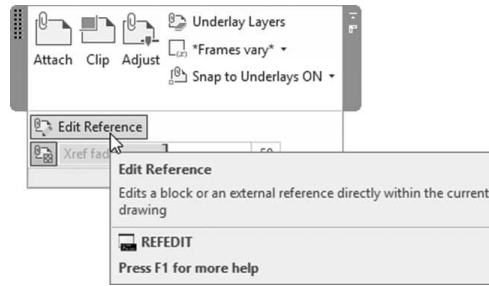 Underlay Layers
*Frames vary*
Attach Clip Adjust
Snap to Underlays ON
Edit Reference
Xref fad
Edit Reference
Edits a block or an external reference directly within the current
drawing
REFEDIT
Press F1 for more help